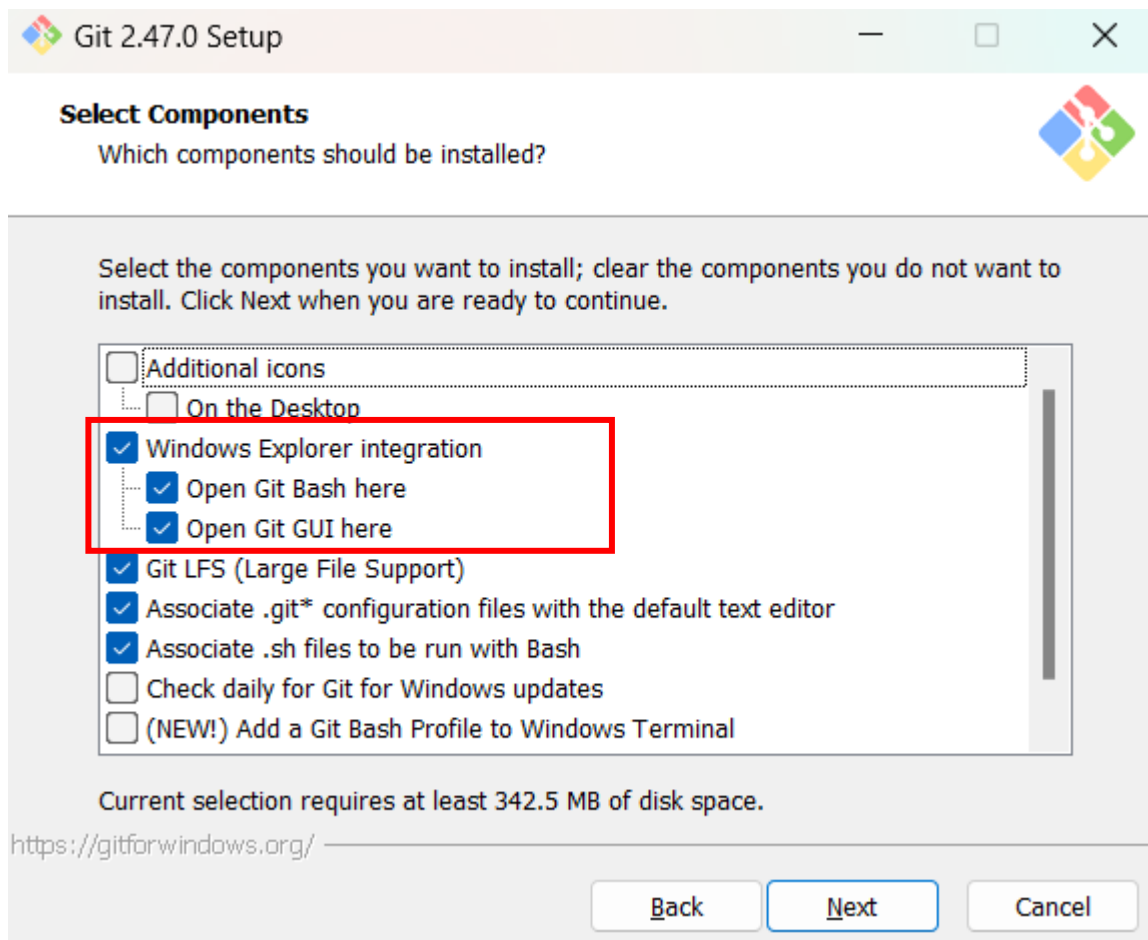 Git 2.47.0 Setup
Select Components
Which components should be installed?
Select the components you want to install; clear the components you do not want to
install. Click Next when you are ready to continue.
Additional icons
On the Desktop
Windows Explorer integration
Open Git Bash here
Open Git GUI here
Git LFS (Large File Support)
Associate .git* configuration files with the default text editor
Associate .sh files to be run with Bash
Check daily for Git for Windows updates
(NEW!) Add a Git Bash Profile to Windows Terminal
Current selection requires at least 342.5 MB of disk space.
https://gitforwindows.org/
Back Next Cancel